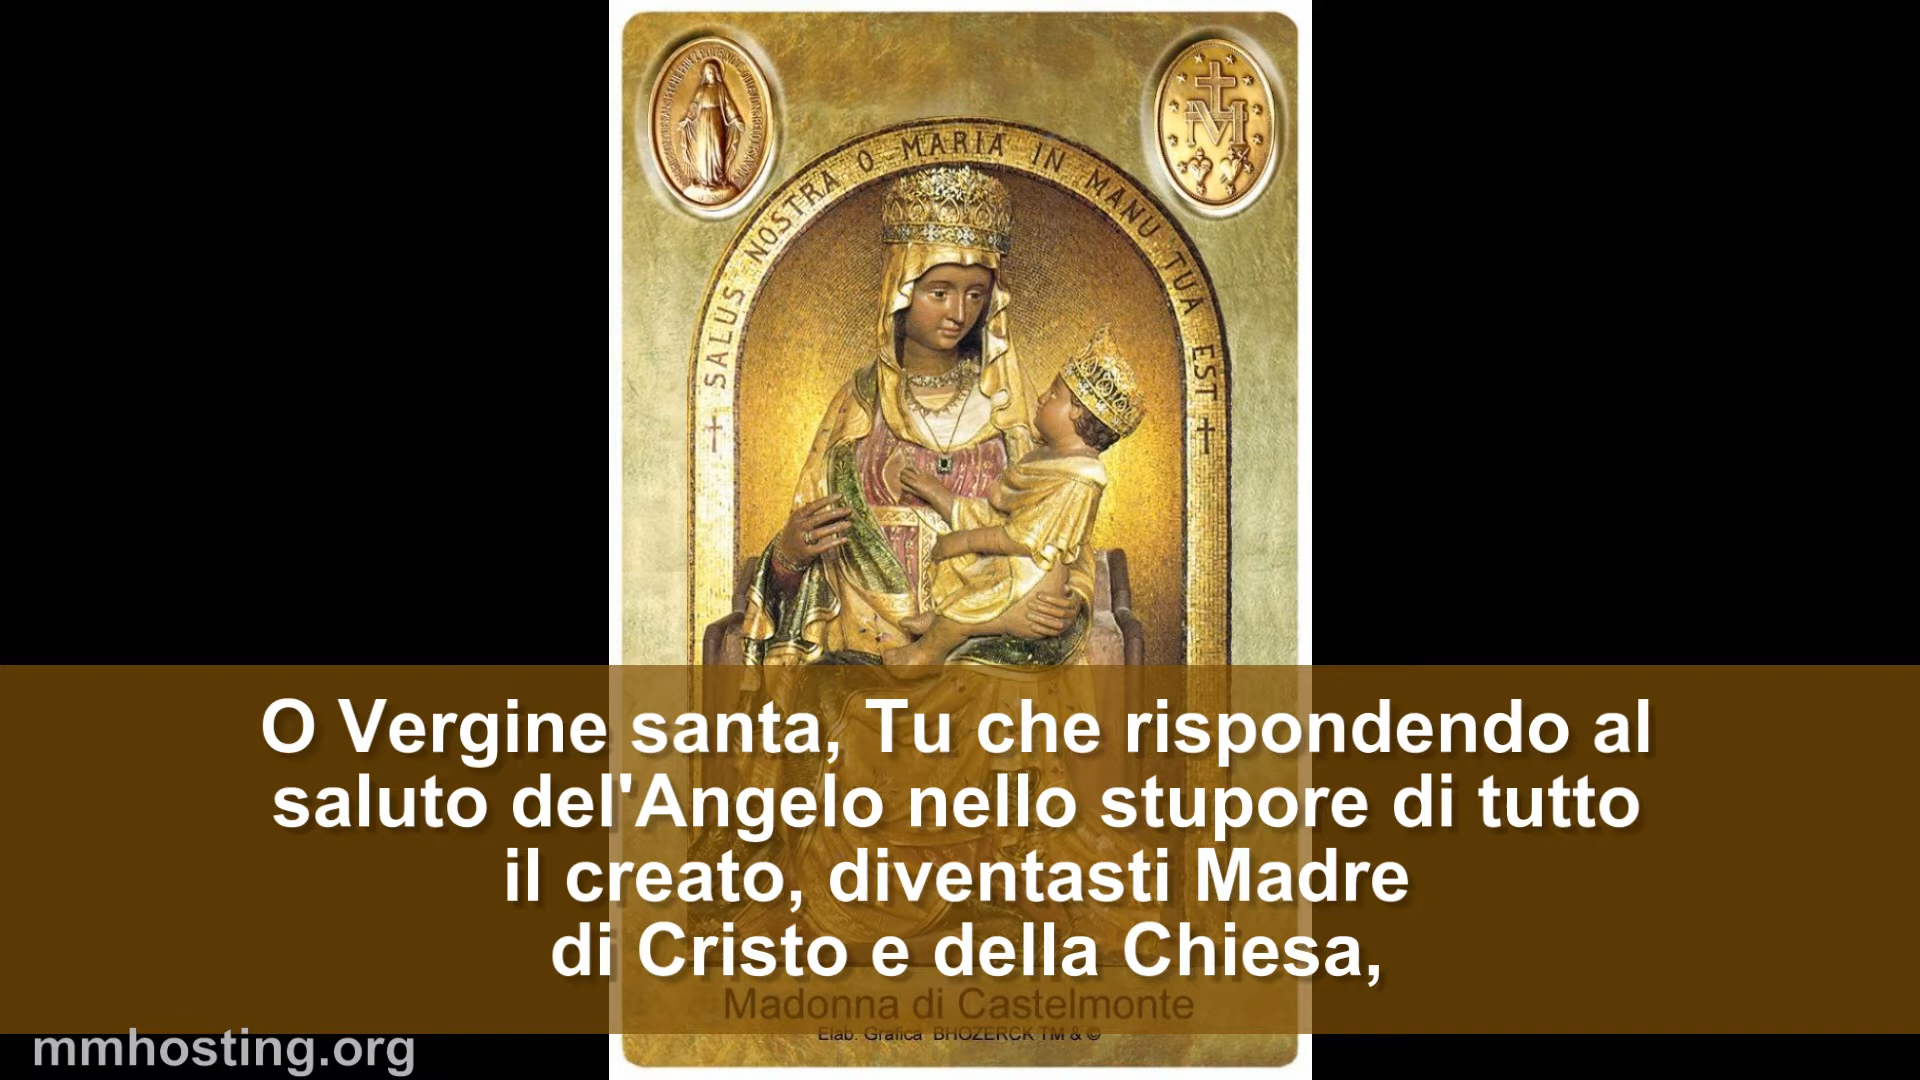 SALUS NOSTRA O MARIA IN MANU TUA EST
M
O Vergine santa, Tu che rispondendo al
saluto del'Angelo nello stupore di tutto
il creato, diventasti Madre
di Cristo e della Chiesa,
Madonna di Castelmonte
Elab. Grafica BHOZERCK TM & ©
mmhosting.org